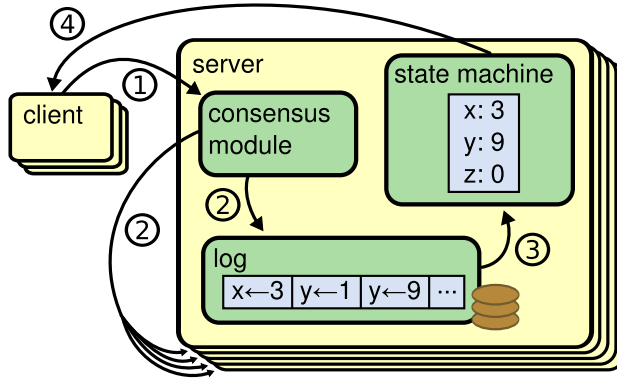 ④
①
server
state machine
client
consensus
module
x: 3
y: 9
z: 0
②
②
③
log
x←3 y←1 y←9 ···